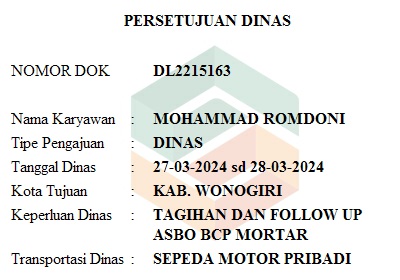 PERSETUJUAN DINAS
NOMOR DOK DL2215163
Nama Karyawan : MOHAMMAD ROMDONI
Tipe Pengajuan : DINAS
Tanggal Dinas : 27-03-2024 sd 28-03-2024
Kota Tujuan : KAB. WONOGIRI
Keperluan Dinas : TAGIHAN DAN FOLLOW UP
ASBO BCP MORTAR
Transportasi Dinas : SEPEDA MOTOR PRIBADI